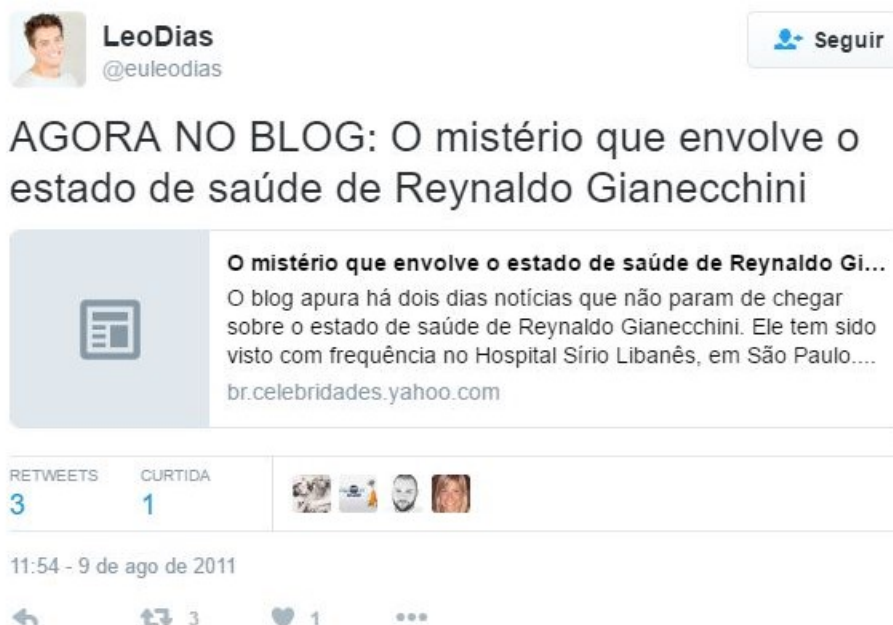 LeoDias
@euleodias
Seguir
AGORA NO BLOG: O mistério que envolve o
estado de saúde de Reynaldo Gianecchini
O mistério que envolve o estado de saúde de Reynaldo Gi...
O blog apura há dois dias notícias que não param de chegar
sobre o estado de saúde de Reynaldo Gianecchini. Ele tem sido
visto com frequência no Hospital Sírio Libanês, em São Paulo....
br.celebridades.yahoo.com
RETWEETS CURTIDA
3 1
11:54 - 9 de ago de 2011
3 1